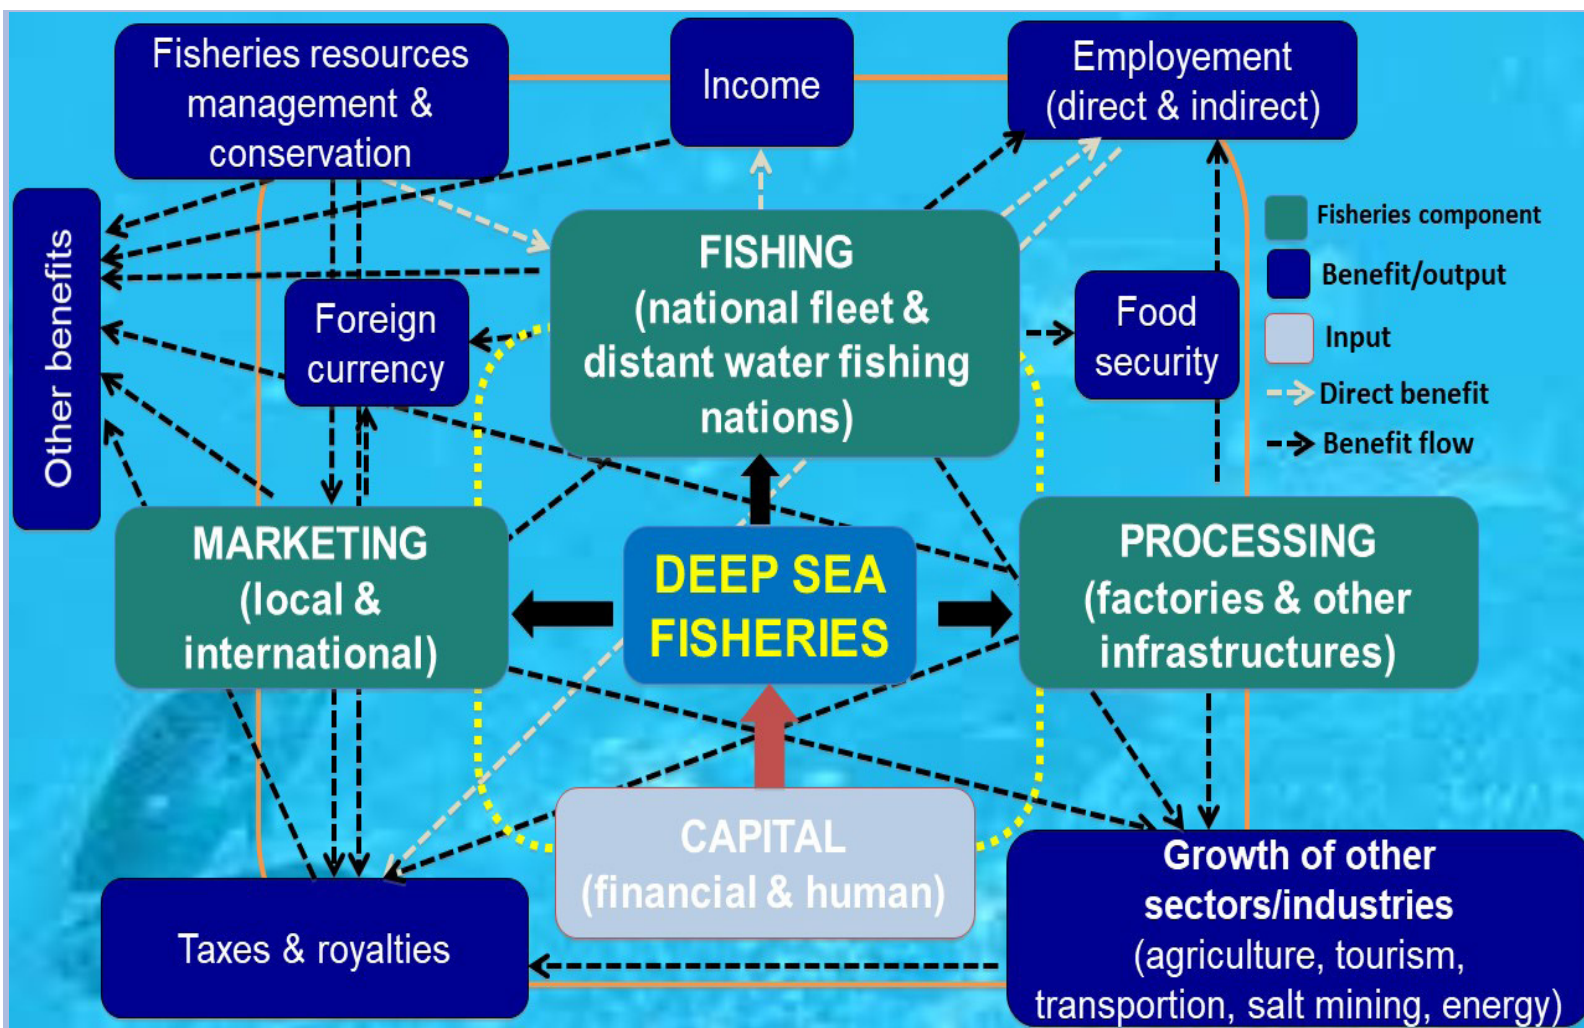 Fisheries resources
management &
conservation
Income
Employement
(direct & indirect)
Other benefits
Foreign
currency
FISHING
(national fleet &
distant water fishing
nations)
Food
security
Fisheries component
Benefit/output
Input
Direct benefit
Benefit flow
MARKETING
(local &
international)
DEEP SEA
FISHERIES
PROCESSING
(factories & other
infrastructures)
CAPITAL
(financial & human)
Taxes & royalties
Growth of other
sectors/industries
(agriculture, tourism,
transportion, salt mining, energy)